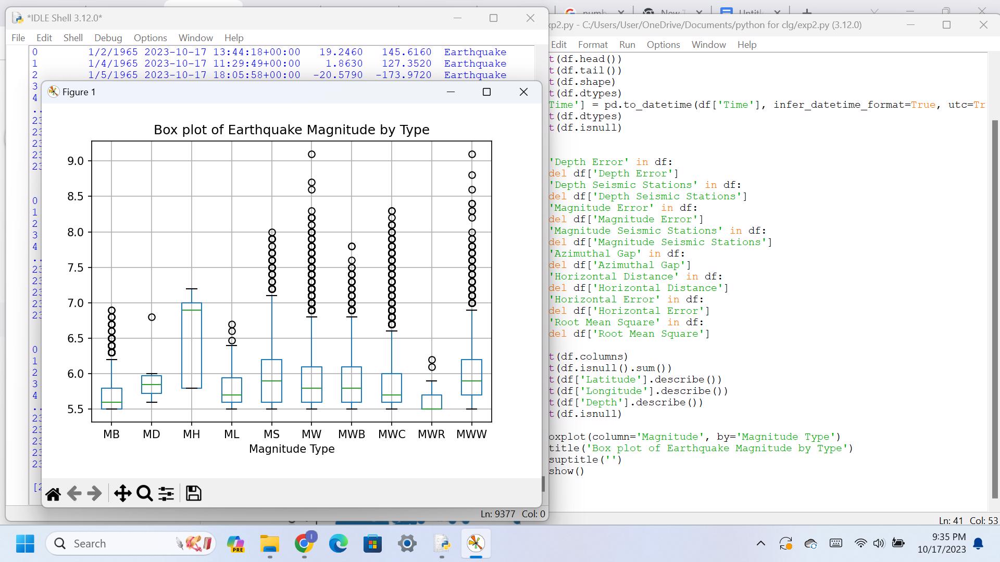 numb
New T
Untitl
*IDLE Shell 3.12.0*
File Edit Shell Debug Options Window Help
0 1/2/1965 2023-10-17 13:44:18+00:00 19.2460 145.6160 Earthquake
1 1/4/1965 2023-10-17 11:29:49+00:00 1.8630 127.3520 Earthquake
2 1/5/1965 2023-10-17 18:05:58+00:00 -20.5790 -173.9720 Earthquake
3
4
..
23
23
23
23
23
0
1
2
3
4
..
23
23
23
23
23
0
1
2
3
4
..
23
23
23
23
23
[2
Figure 1
Box plot of Earthquake Magnitude by Type
9.0
8.5
8.0
7.5
7.0
6.5
6.0
5.5
MB MD MH ML MS MW MWB MWC MWR MWW
Magnitude Type
Ln: 9377 Col: 0
xp2.py - C:/Users/User/OneDrive/Documents/python for clg/exp2.py (3.12.0)
Edit Format Run Options Window Help
t(df.head())
t(df.tail())
t(df.shape)
t(df.dtypes)
Time'] = pd.to_datetime(df['Time'], infer_datetime_format=True, utc=Tr
t(df.dtypes)
t(df.isnull)
'Depth Error' in df:
del df['Depth Error']
'Depth Seismic Stations' in df:
del df['Depth Seismic Stations']
'Magnitude Error' in df:
del df['Magnitude Error']
'Magnitude Seismic Stations' in df:
del df['Magnitude Seismic Stations']
'Azimuthal Gap' in df:
del df['Azimuthal Gap']
'Horizontal Distance' in df:
del df['Horizontal Distance']
'Horizontal Error' in df:
del df['Horizontal Error']
'Root Mean Square' in df:
del df['Root Mean Square']
t(df.columns)
t(df.isnull().sum())
t(df['Latitude'].describe())
t(df['Longitude'].describe())
t(df['Depth'].describe())
t(df.isnull)
oxplot(column='Magnitude', by='Magnitude Type')
title('Box plot of Earthquake Magnitude by Type')
suptitle('')
show()
Ln: 41 Col: 53
Search
PRE
I
9:35 PM
10/17/2023